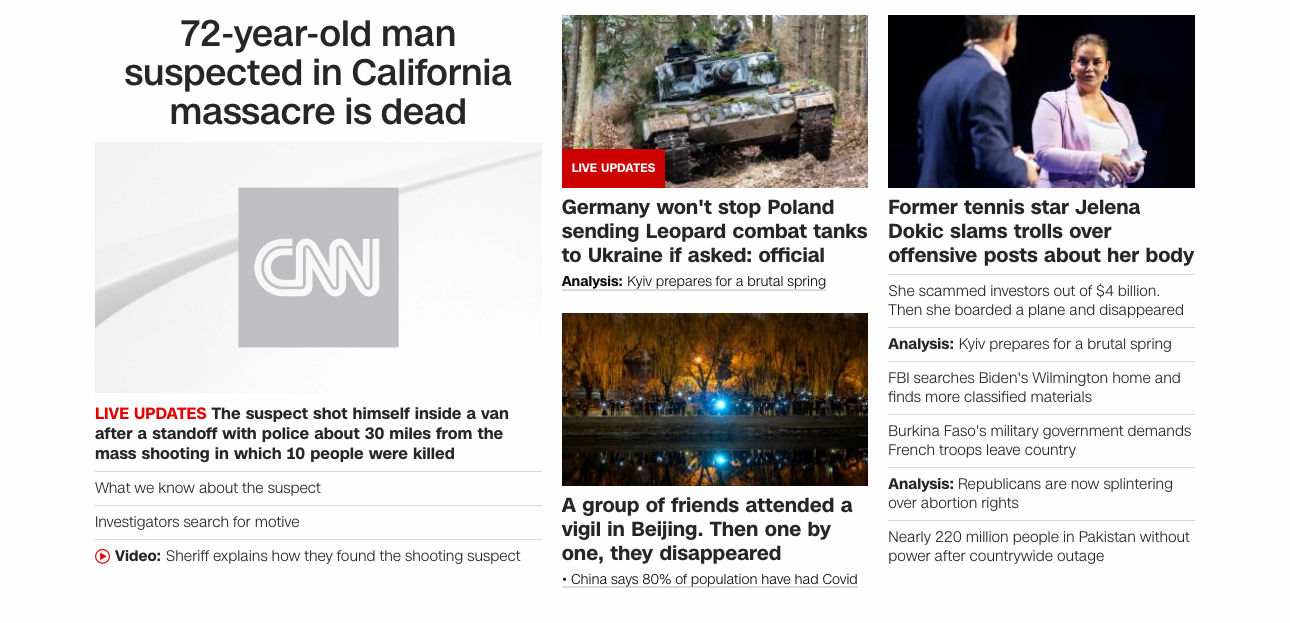 72-year-old man
suspected in California
massacre is dead
CNN
LIVE UPDATES The suspect shot himself inside a van
after a standoff with police about 30 miles from the
mass shooting in which 10 people were killed
What we know about the suspect
Investigators search for motive
Video: Sheriff explains how they found the shooting suspect
LIVE UPDATES
Germany won't stop Poland
sending Leopard combat tanks
to Ukraine if asked: official
Analysis: Kyiv prepares for a brutal spring
A group of friends attended a
vigil in Beijing. Then one by
one, they disappeared
• China says 80% of population have had Covid
Former tennis star Jelena
Dokic slams trolls over
offensive posts about her body
She scammed investors out of $4 billion.
Then she boarded a plane and disappeared
Analysis: Kyiv prepares for a brutal spring
FBI searches Biden's Wilmington home and
finds more classified materials
Burkina Faso's military government demands
French troops leave country
Analysis: Republicans are now splintering
over abortion rights
Nearly 220 million people in Pakistan without
power after countrywide outage